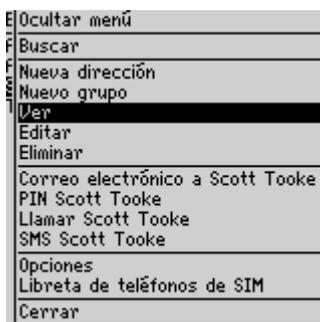 Ocultar menú
Buscar
Nueva dirección
Nuevo grupo
Ver
Editar
Eliminar
Correo electrónico a Scott Tooke
PIN Scott Tooke
Llamar Scott Tooke
SMS Scott Tooke
Opciones
Libreta de teléfonos de SIM
Cerrar